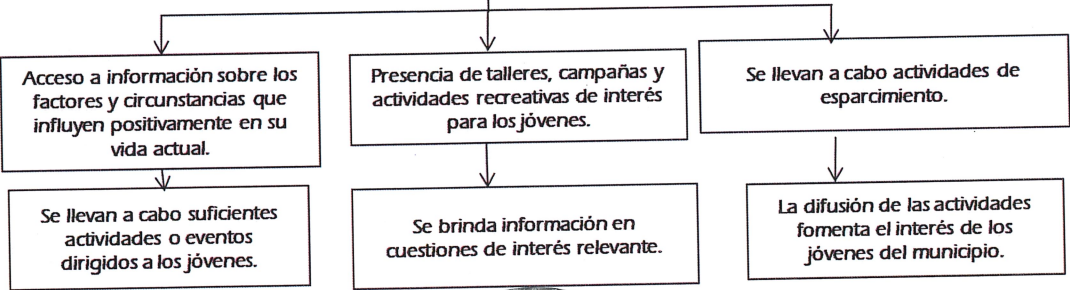 Acceso a información sobre los
factores y circunstancias que
influyen positivamente en su
vida actual.
Presencia de talleres, campañas y
actividades recreativas de interés
para los jóvenes.
Se llevan a cabo actividades de
esparcimiento.
Se llevan a cabo suficientes
actividades o eventos
dirigidos a los jóvenes.
Se brinda información en
cuestiones de interés relevante.
La difusión de las actividades
fomenta el interés de los
jóvenes del municipio.